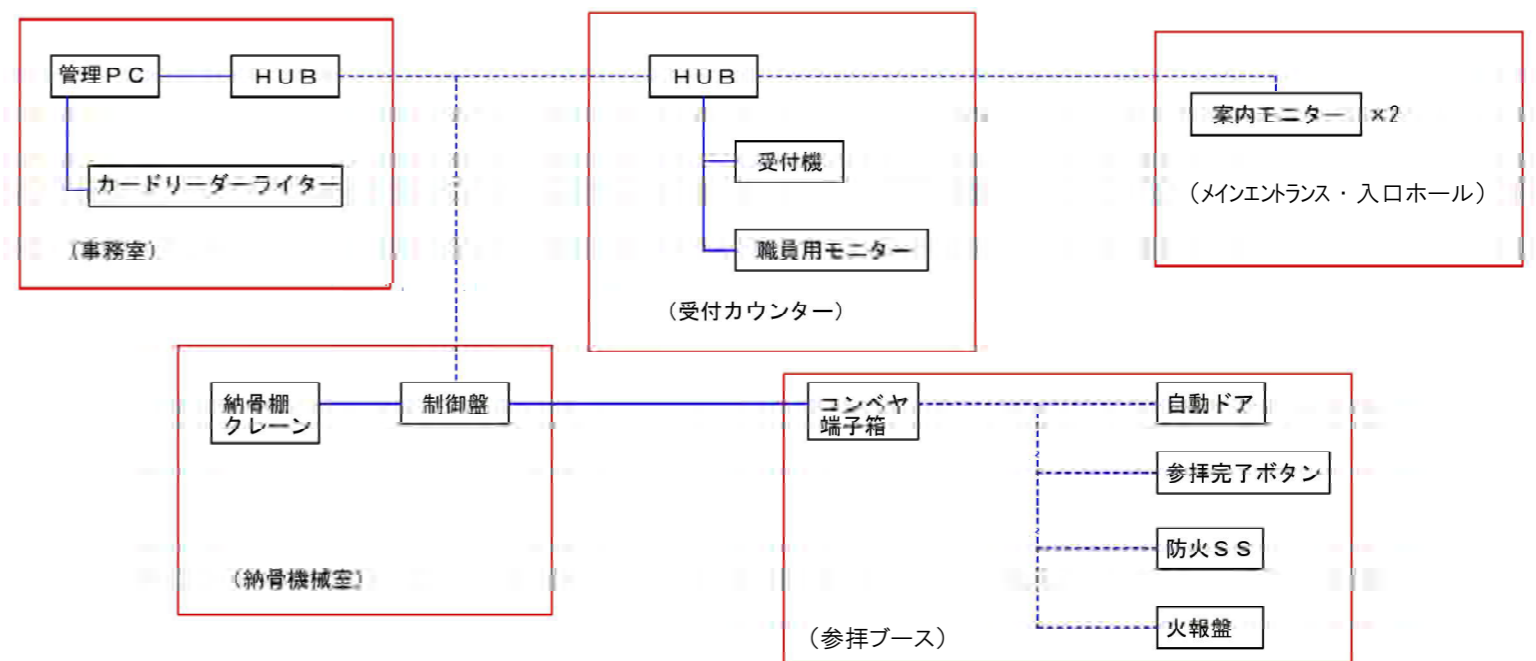 管理ＰＣ
ＨＵＢ
カードリーダーライター
（事務室）
ＨＵＢ
受付機
職員用モニター
（受付カウンター）
案内モニター ×2
（メインエントランス・入口ホール）
納骨棚
クレーン
制御盤
（納骨機械室）
コンベヤ
端子箱
自動ドア
参拝完了ボタン
防火ＳＳ
火報盤
（参拝ブース）